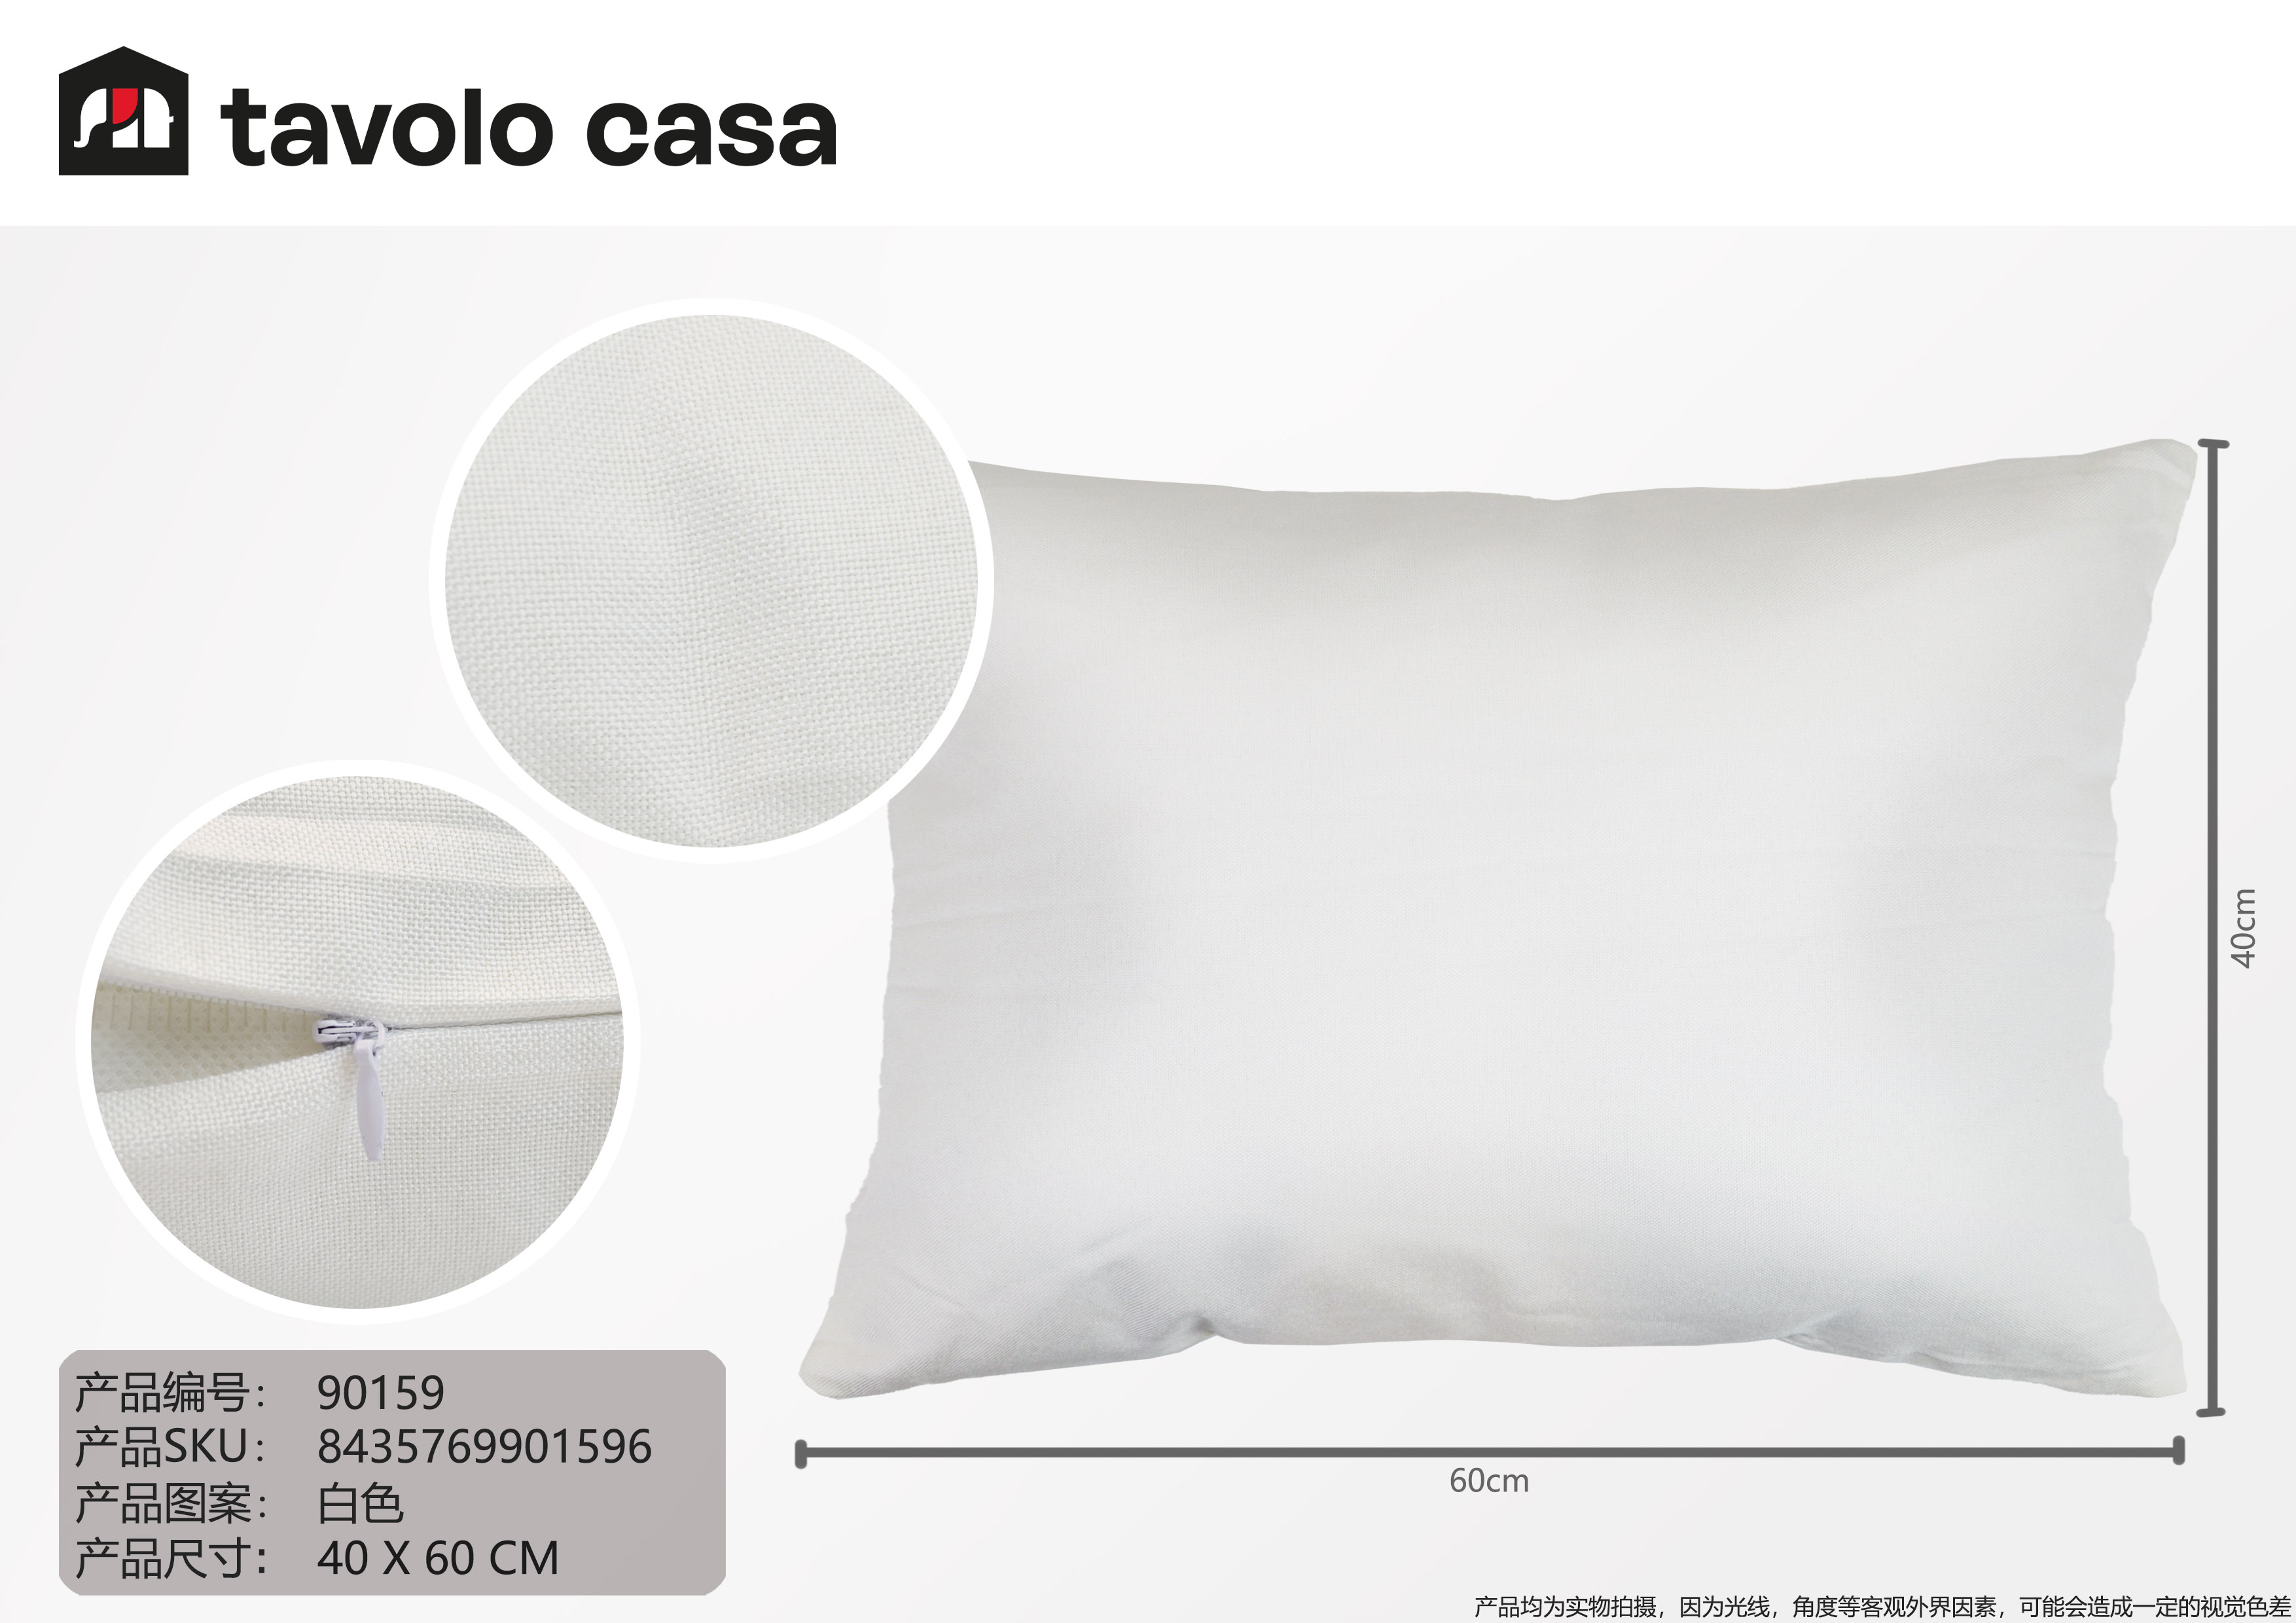 tavolo casa
40cm
60cm
产品编号： 90159
产品SKU： 8435769901596
产品图案： 白色
产品尺寸： 40 X 60 CM
产品均为实物拍摄，因为光线，角度等客观外界因素，可能会造成一定的视觉色差